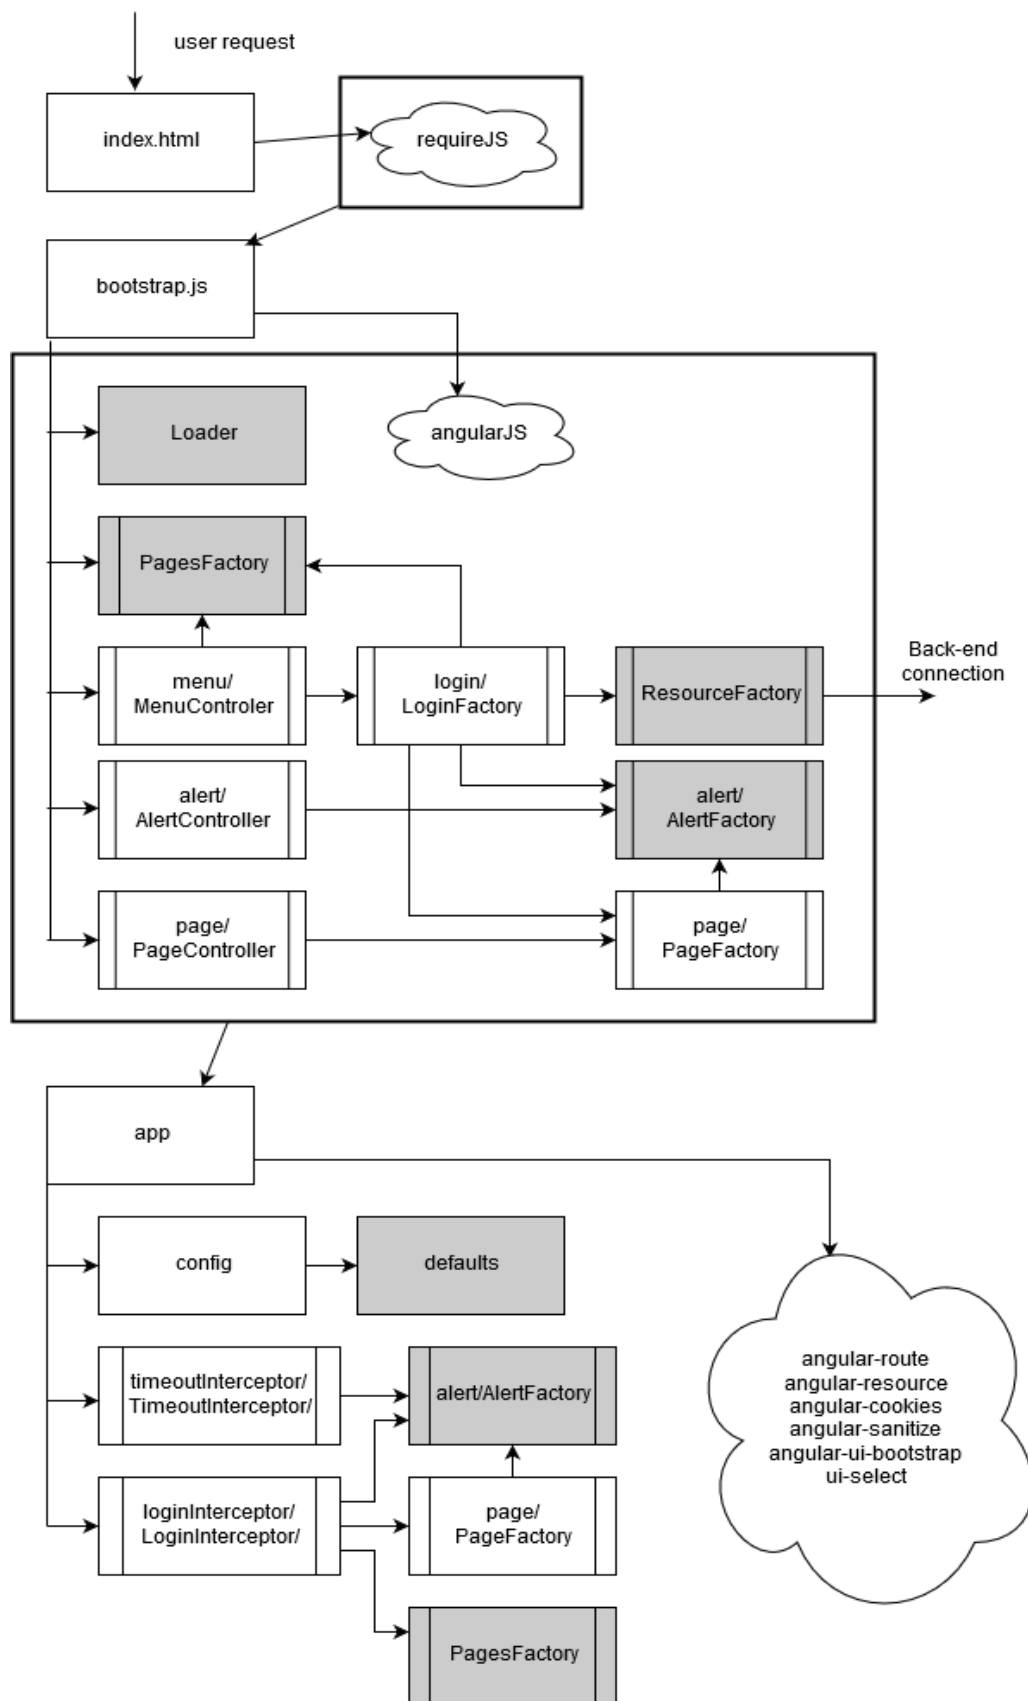 user request
index.html
requireJS
bootstrap.js
Loader
angularJS
PagesFactory
menu/
MenuControler
login/
LoginFactory
ResourceFactory
Back-end
connection
alert/
AlertController
alert/
AlertFactory
page/
PageController
page/
PageFactory
app
config
defaults
timeoutInterceptor/
TimeoutInterceptor/
alert/AlertFactory
loginInterceptor/
LoginInterceptor/
page/
PageFactory
PagesFactory
angular-route
angular-resource
angular-cookies
angular-sanitize
angular-ui-bootstrap
ui-select